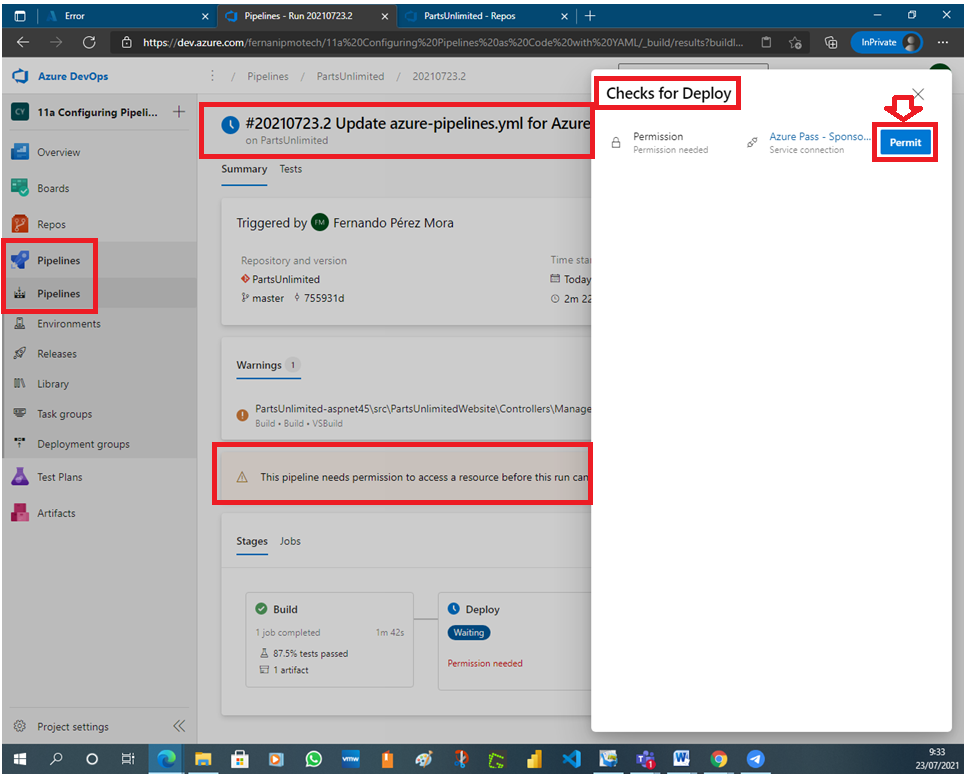 Error
Pipelines - Run 20210723.2
PartsUnlimited - Repos
https://dev.azure.com/fernanipmotech/11a%20Configuring%20Pipelines%20as%20Code%20with%20YAML/_build/results?buildI...
InPrivate
Azure DevOps
/ Pipelines / PartsUnlimited / 20210723.2
CY
11a Configuring Pipeli...
Overview
Boards
Repos
Pipelines
Pipelines
Environments
Releases
Library
Task groups
Deployment groups
Test Plans
Artifacts
Project settings
#20210723.2 Update azure-pipelines.yml for Azure
on PartsUnlimited
Summary Tests
Triggered by FM Fernando Pérez Mora
Repository and version
PartsUnlimited
master 755931d
Time star
Today
2m 22
Warnings 1
PartsUnlimited-aspnet45\src\PartsUnlimitedWebsite\Controllers\Manage
Build • Build • VSBuild
This pipeline needs permission to access a resource before this run can
Stages Jobs
Build
1 job completed 1m 42s
87.5% tests passed
1 artifact
Deploy
Waiting
Permission needed
Checks for Deploy
Permission
Permission needed
Azure Pass - Sponso...
Service connection
Permit
vmw
1
9:33
23/07/2021